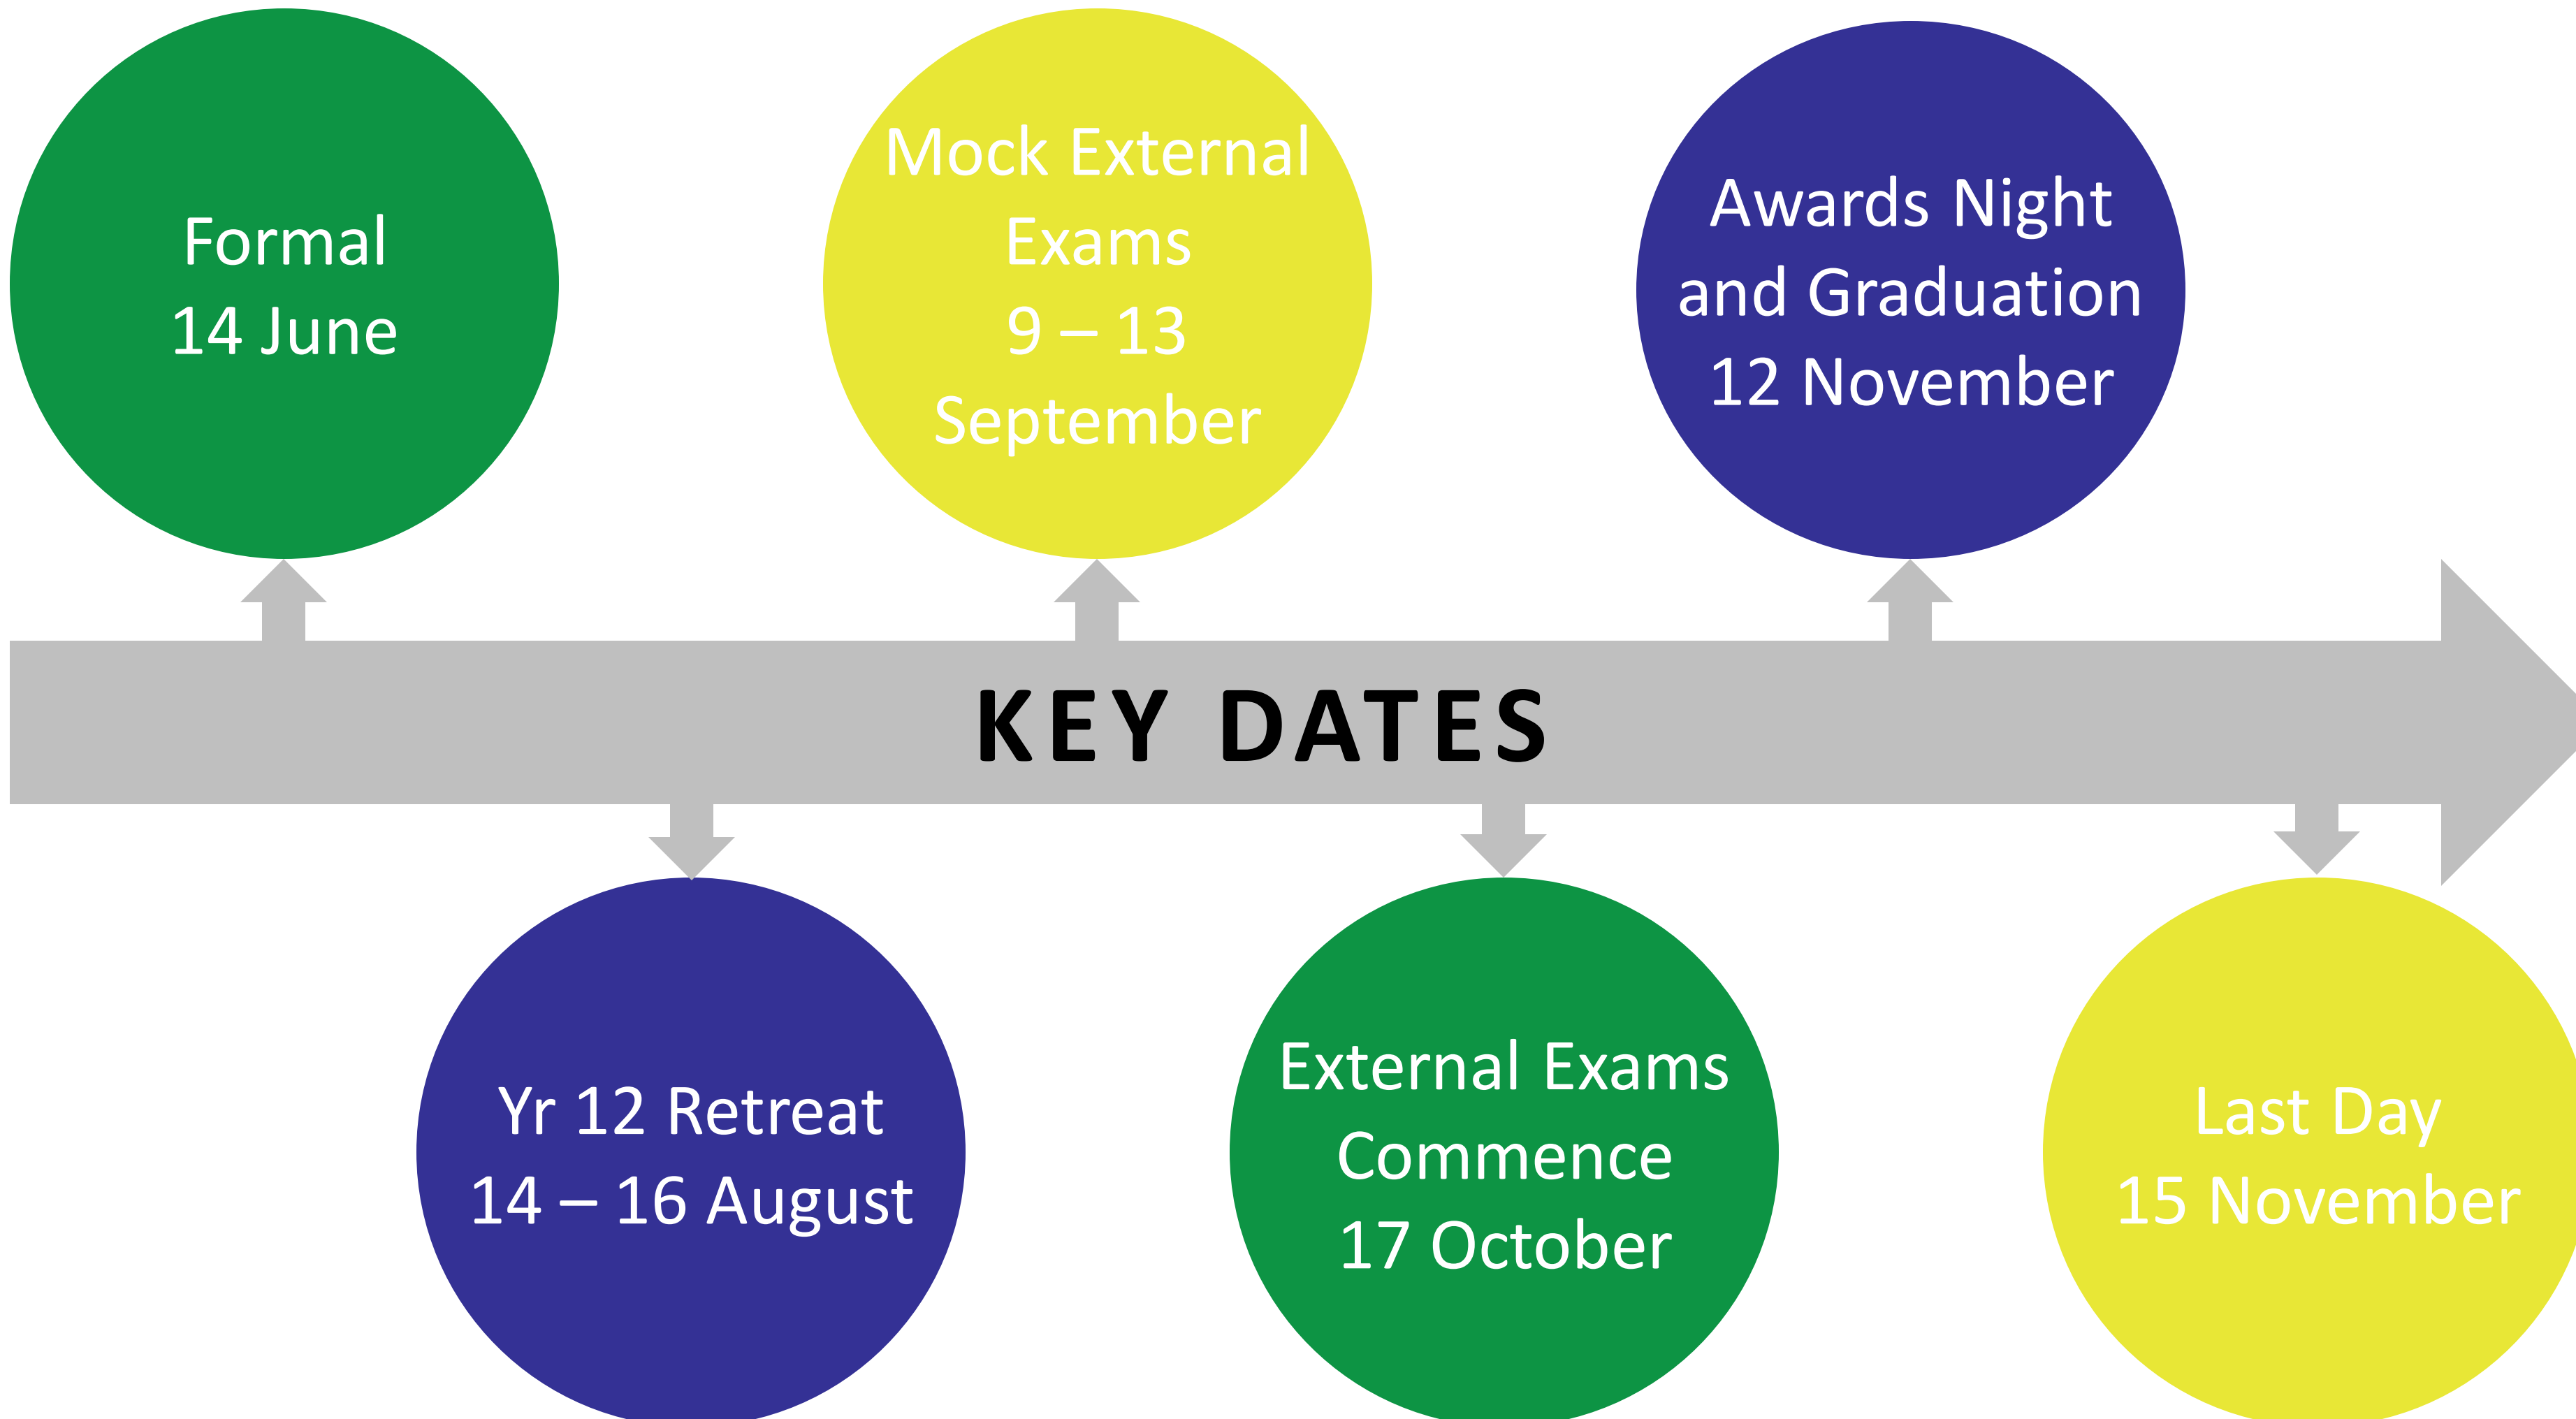 Formal
14 June
Mock External
Exams
9 – 13
September
Awards Night
and Graduation
12 November
KEY DATES
Yr 12 Retreat
14 – 16 August
External Exams
Commence
17 October
Last Day
15 November